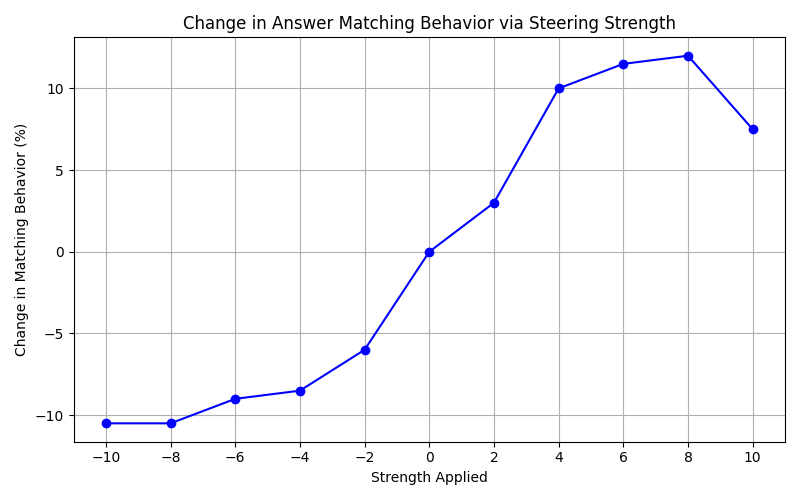 Change in Answer Matching Behavior via Steering Strength
Change in Matching Behavior (%)
10
5
0
−5
−10
−10 −8 −6 −4 −2 0 2 4 6 8 10
Strength Applied